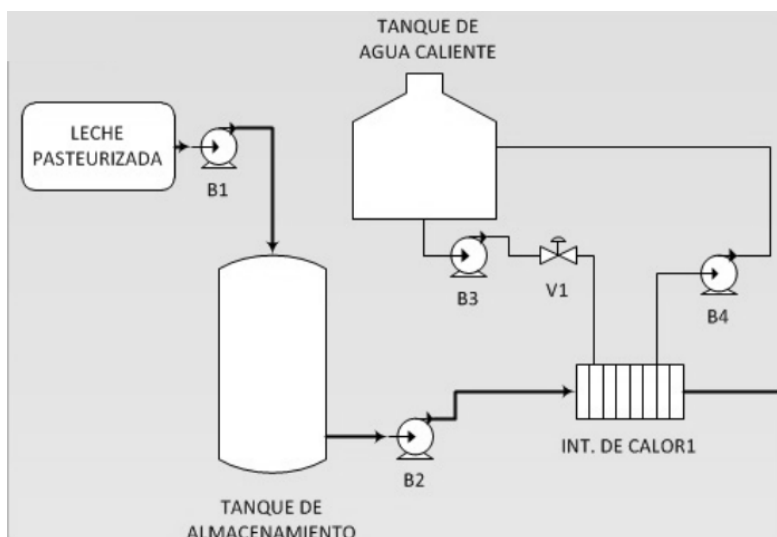 TANQUE DE
AGUA CALIENTE
LECHE
PASTEURIZADA
B1
B3
V1
B4
B2
INT. DE CALOR1
TANQUE DE
ALMACENAMIENTO